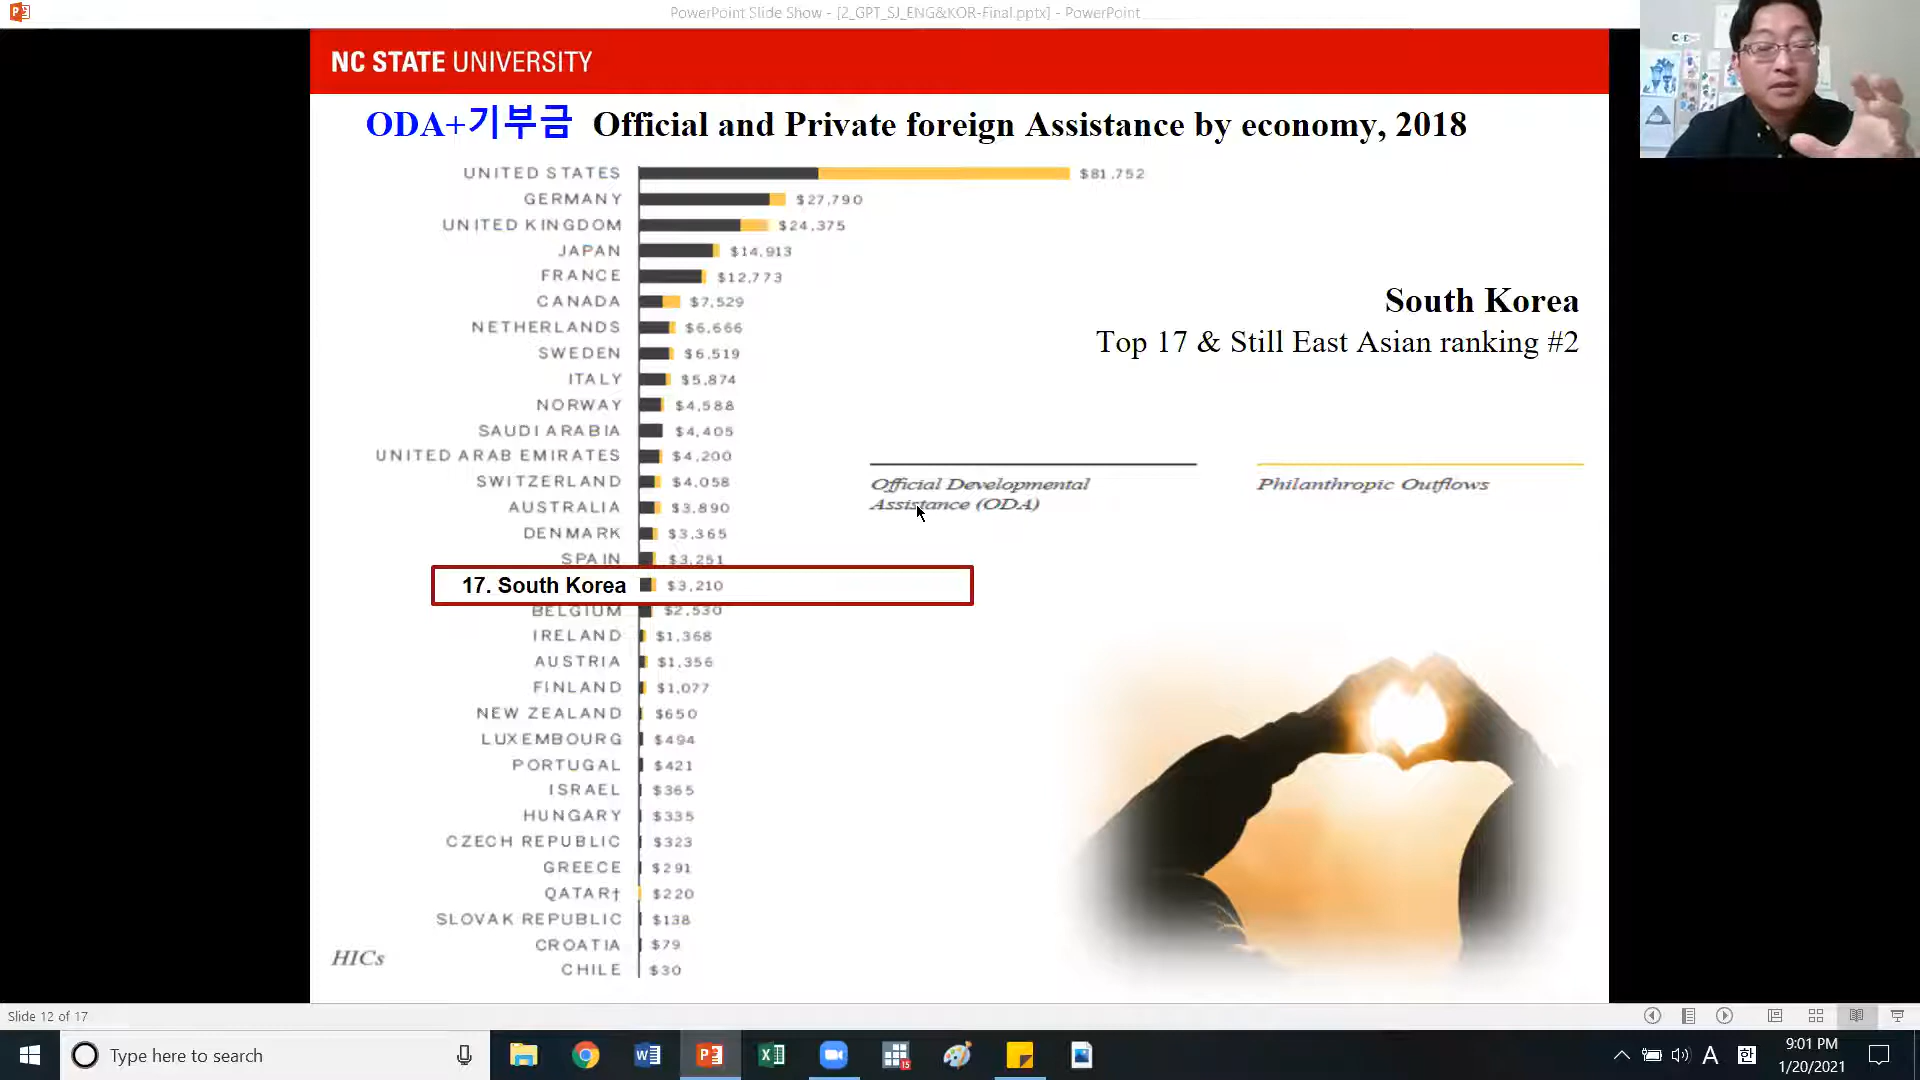 PowerPoint Slide Show - [2_GPT_SJ_ENG&KOR-Final.pptx] - PowerPoint
NC STATE UNIVERSITY
ODA+기부금 Official and Private foreign Assistance by economy, 2018
UNITED STATES $81,752
GERMANY $27,790
UNITED KINGDOM $24,375
JAPAN $14,913
FRANCE $12,773
CANADA $7,529
NETHERLANDS $6,666
SWEDEN $6,519
ITALY $5,874
NORWAY $4,588
SAUDI ARABIA $4,405
UNITED ARAB EMIRATES $4,200
SWITZERLAND $4,058
AUSTRALIA $3,890
DENMARK $3,365
SPAIN $3,251
17. South Korea $3,210
BELGIUM $2,530
IRELAND $1,368
AUSTRIA $1,356
FINLAND $1,077
NEW ZEALAND $650
LUXEMBOURG $494
PORTUGAL $421
ISRAEL $365
HUNGARY $335
CZECH REPUBLIC $323
GREECE $291
QATAR† $220
SLOVAK REPUBLIC $138
CROATIA $79
CHILE $30
HICs
South Korea
Top 17 & Still East Asian ranking #2
Official Developmental
Assistance (ODA)
Philanthropic Outflows
Slide 12 of 17
Type here to search
15
A
한
9:01 PM
1/20/2021